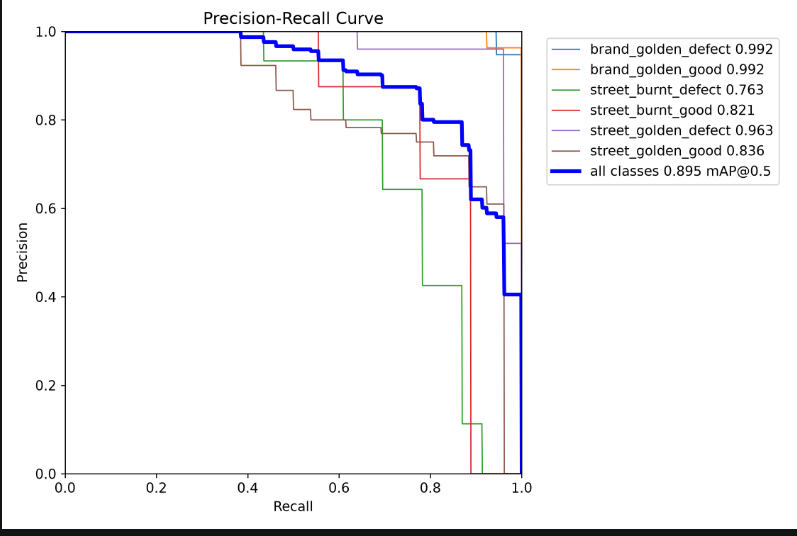 Precision-Recall Curve
1.0
0.8
0.6
0.4
0.2
0.0
Precision
0.0 0.2 0.4 0.6 0.8 1.0
Recall
brand_golden_defect 0.992
brand_golden_good 0.992
street_burnt_defect 0.763
street_burnt_good 0.821
street_golden_defect 0.963
street_golden_good 0.836
all classes 0.895 mAP@0.5